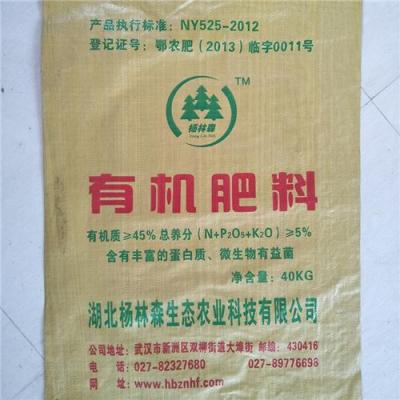 产品执行标准：NY525-2012
登记证号：鄂农肥（2013）临字0011号
TM
杨林森
有机肥料
有机质≥45% 总养分（N+P2O5+K2O）≥5%
含有丰富的蛋白质、微生物有益菌
净含量：40KG
湖北杨林森生态农业科技有限公司
公司地址：武汉市新洲区双柳街道大埠街 邮编：430416
电话：027-82327680 027-89776698
网址：www.hbznhf.com